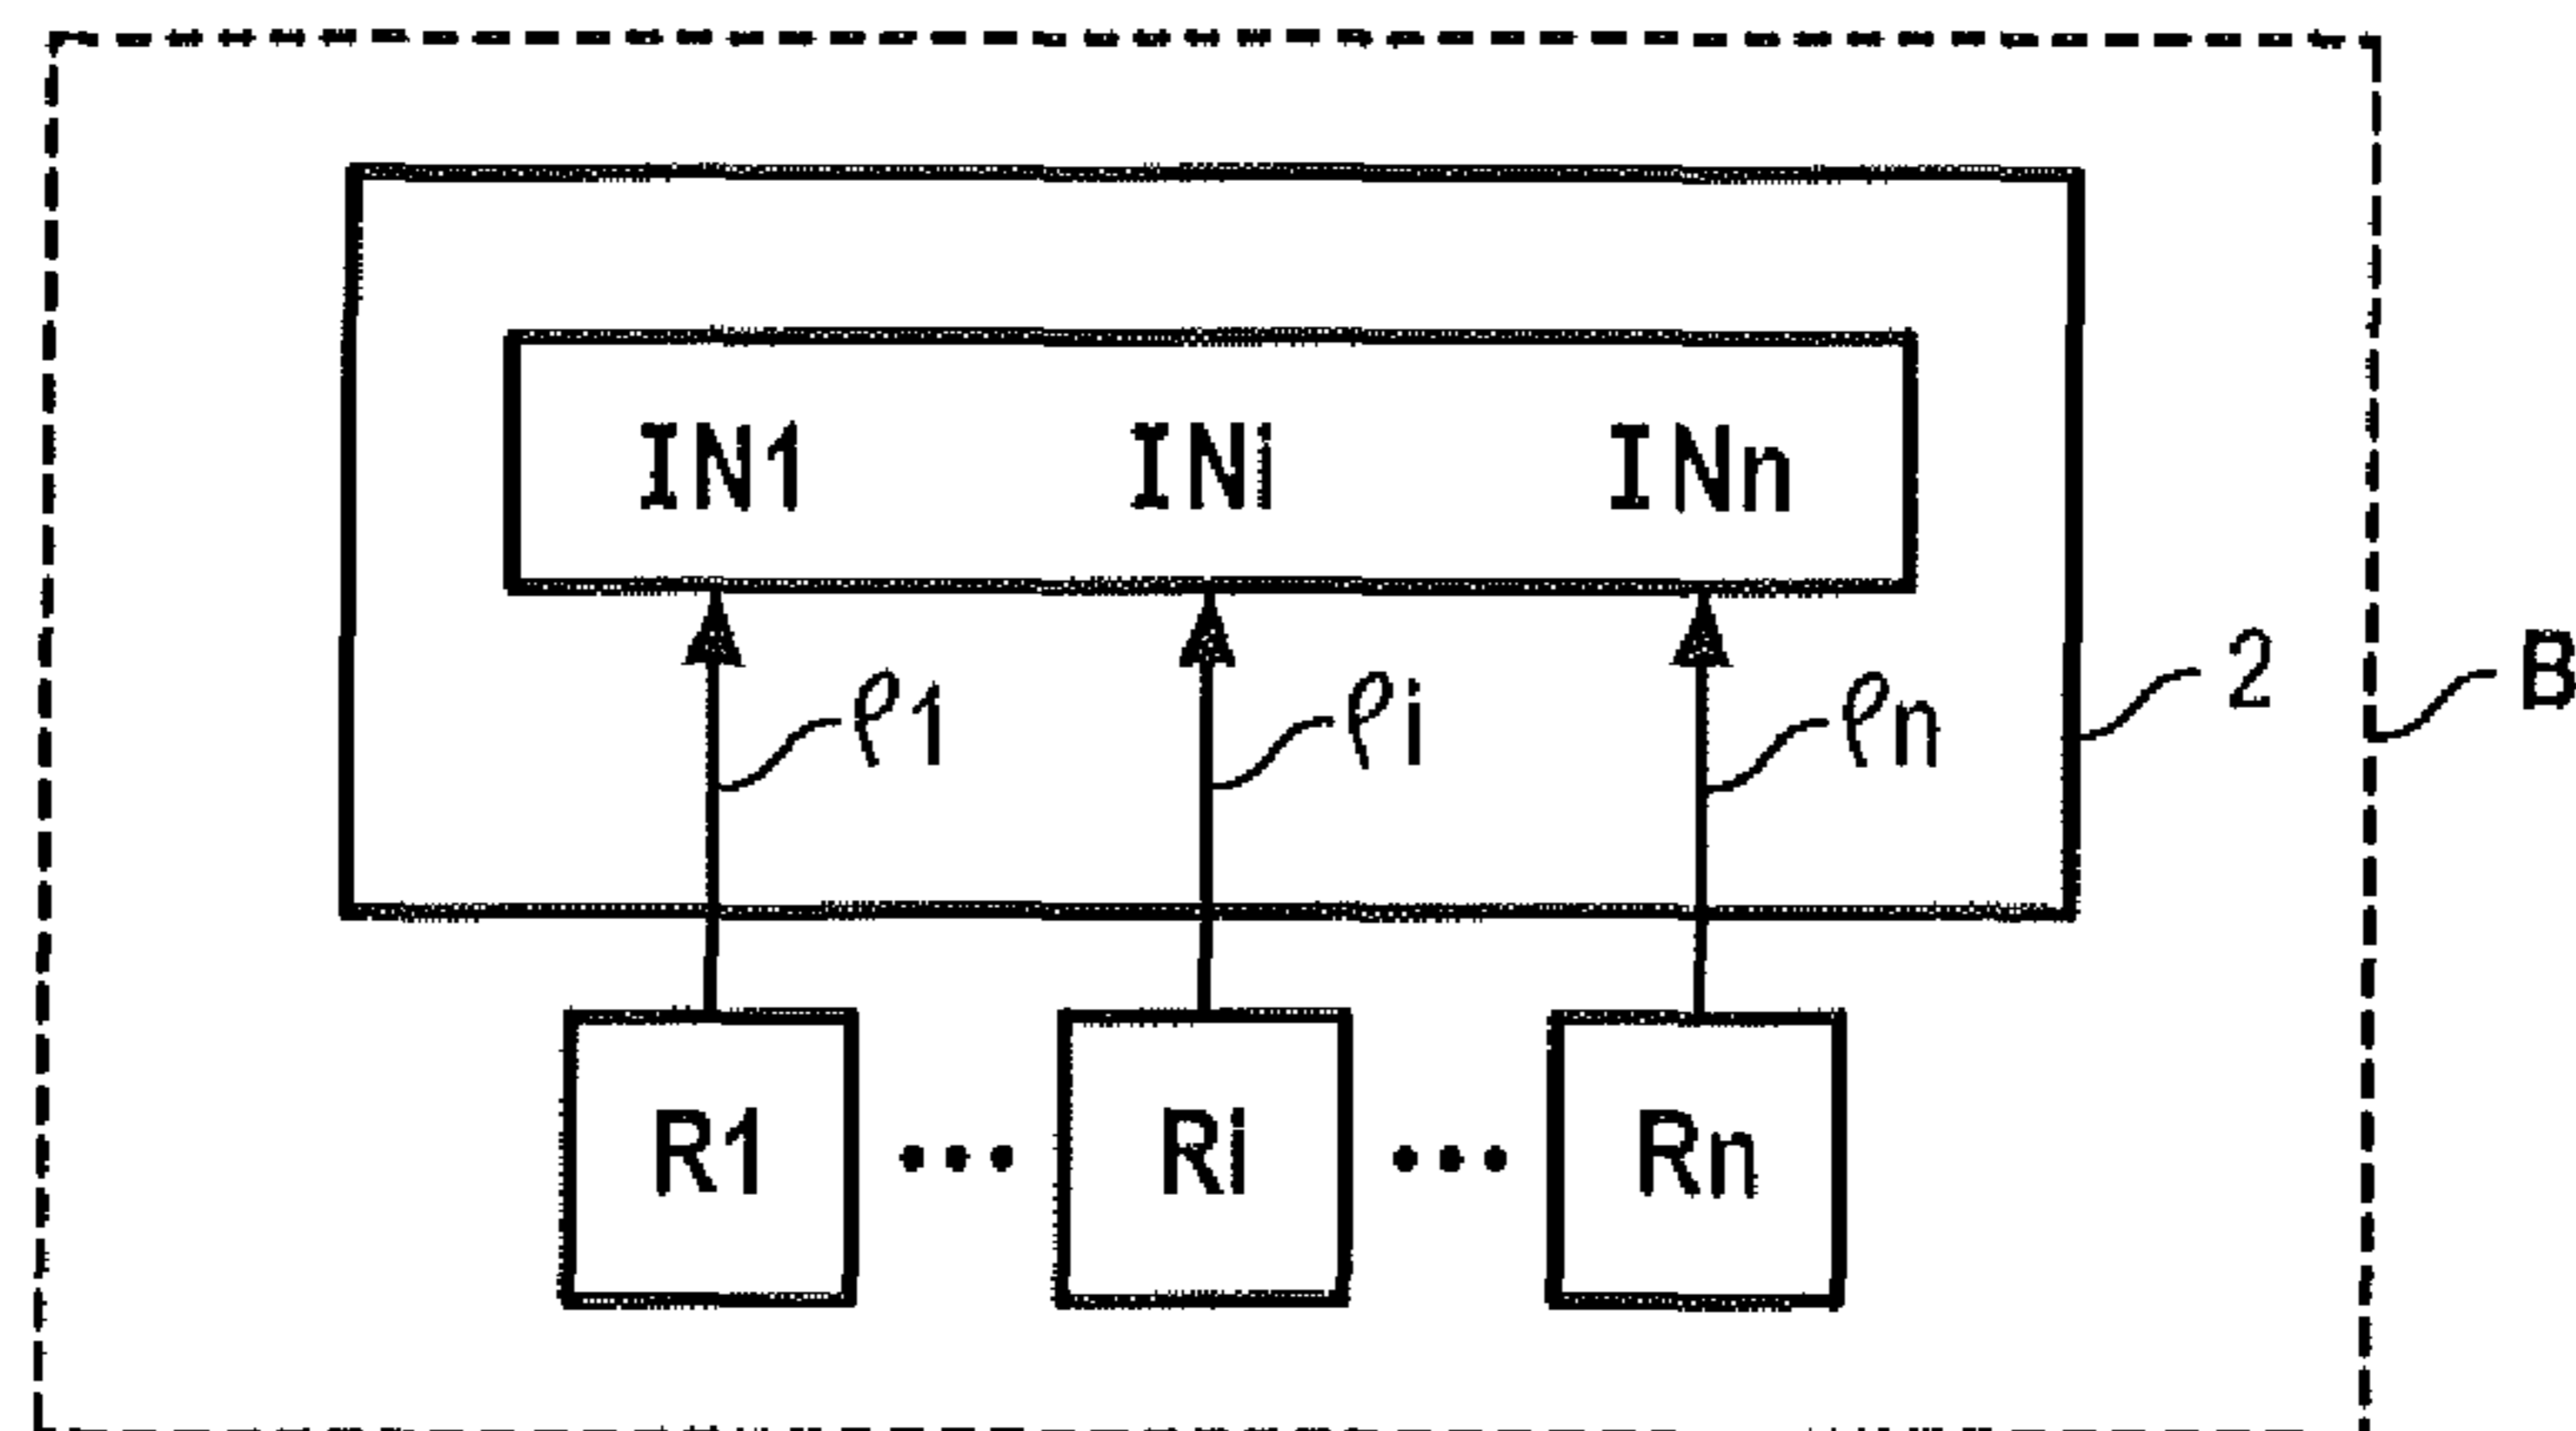 IN1 INi INn
ℓ1 ℓi ℓn 2 B
R1 ... Ri ... Rn